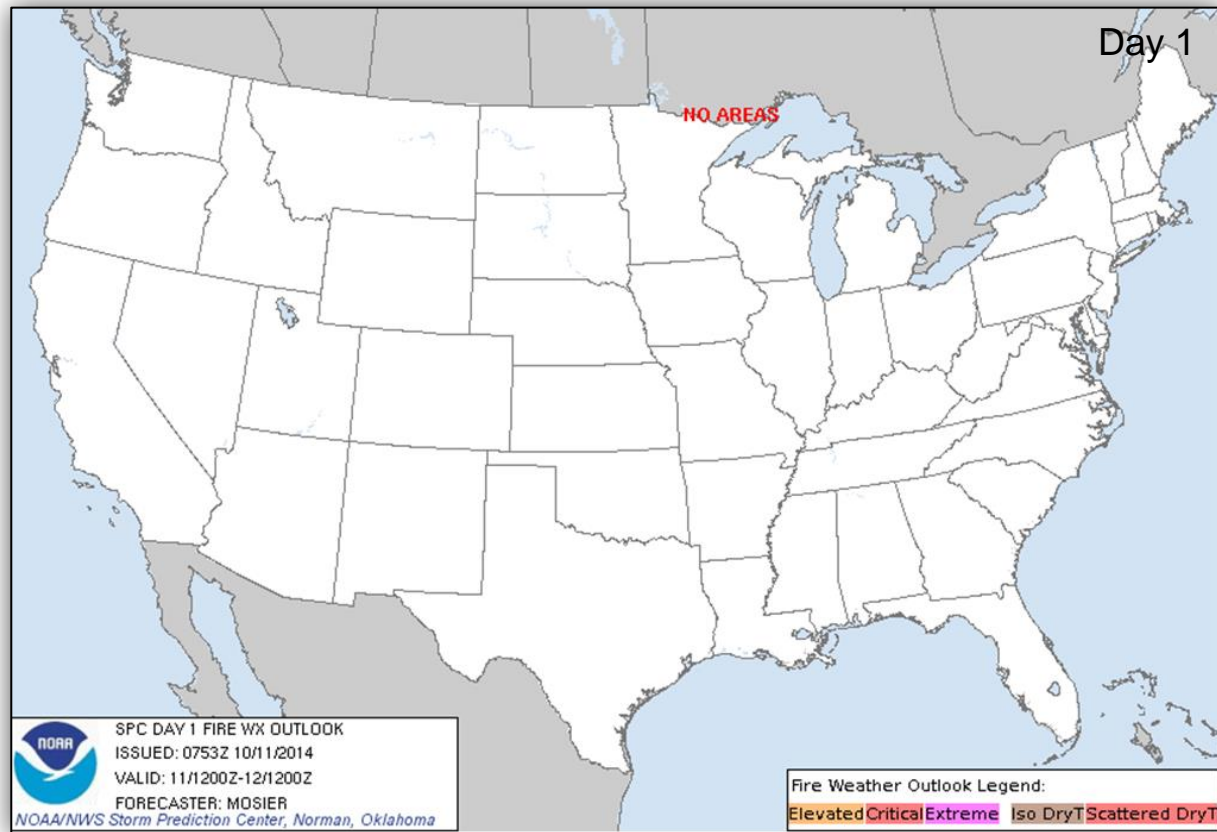 Day 1
NO AREAS
NOAA
SPC DAY 1 FIRE WX OUTLOOK
ISSUED: 0753Z 10/11/2014
VALID: 11/1200Z-12/1200Z
FORECASTER: MOSIER
NOAA/NWS Storm Prediction Center, Norman, Oklahoma
Fire Weather Outlook Legend:
Elevated Critical Extreme Iso DryT Scattered DryT